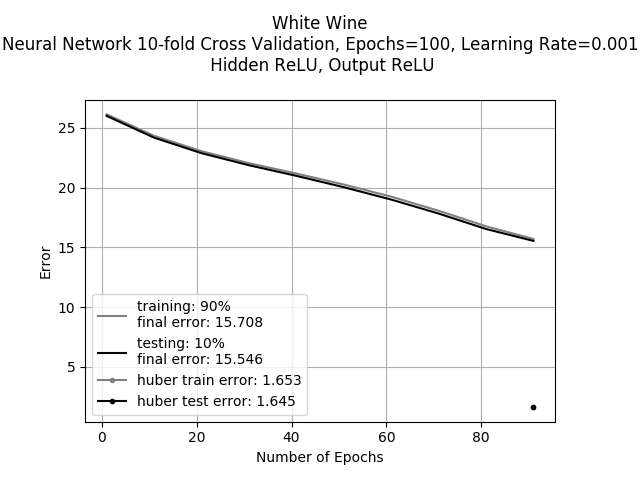 White Wine
Neural Network 10-fold Cross Validation, Epochs=100, Learning Rate=0.001
Hidden ReLU, Output ReLU
25
20
15
10
5
Error
training: 90%
final error: 15.708
testing: 10%
final error: 15.546
huber train error: 1.653
huber test error: 1.645
0 20 40 60 80
Number of Epochs